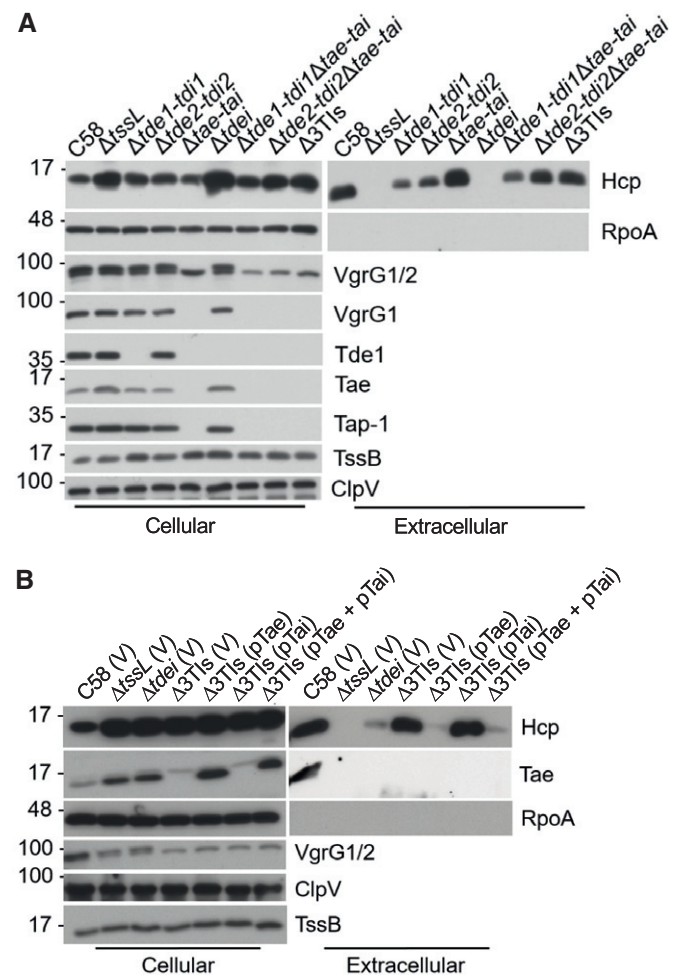 A
C58
ΔtssL
Δtde1-tdi1
Δtde2-tdi2
Δtae-tai
Δtdei
Δtde1-tdi1Δtae-tai
Δtde2-tdi2Δtae-tai
Δ3TIs
C58
ΔtssL
Δtde1-tdi1
Δtde2-tdi2
Δtae-tai
Δtdei
Δtde1-tdi1Δtae-tai
Δtde2-tdi2Δtae-tai
Δ3TIs
17
Hcp
48
RpoA
100
VgrG1/2
100
VgrG1
35
Tde1
17
Tae
35
Tap-1
17
TssB
100
ClpV
Cellular
Extracellular
B
C58 (V)
ΔtssL (V)
Δtdei (V)
Δ3TIs (V)
Δ3TIs (pTae)
Δ3TIs (pTai)
Δ3TIs (pTae + pTai)
C58 (V)
ΔtssL (V)
Δtdei (V)
Δ3TIs (V)
Δ3TIs (pTae)
Δ3TIs (pTai)
Δ3TIs (pTae + pTai)
17
Hcp
17
Tae
48
RpoA
100
VgrG1/2
100
ClpV
17
TssB
Cellular
Extracellular